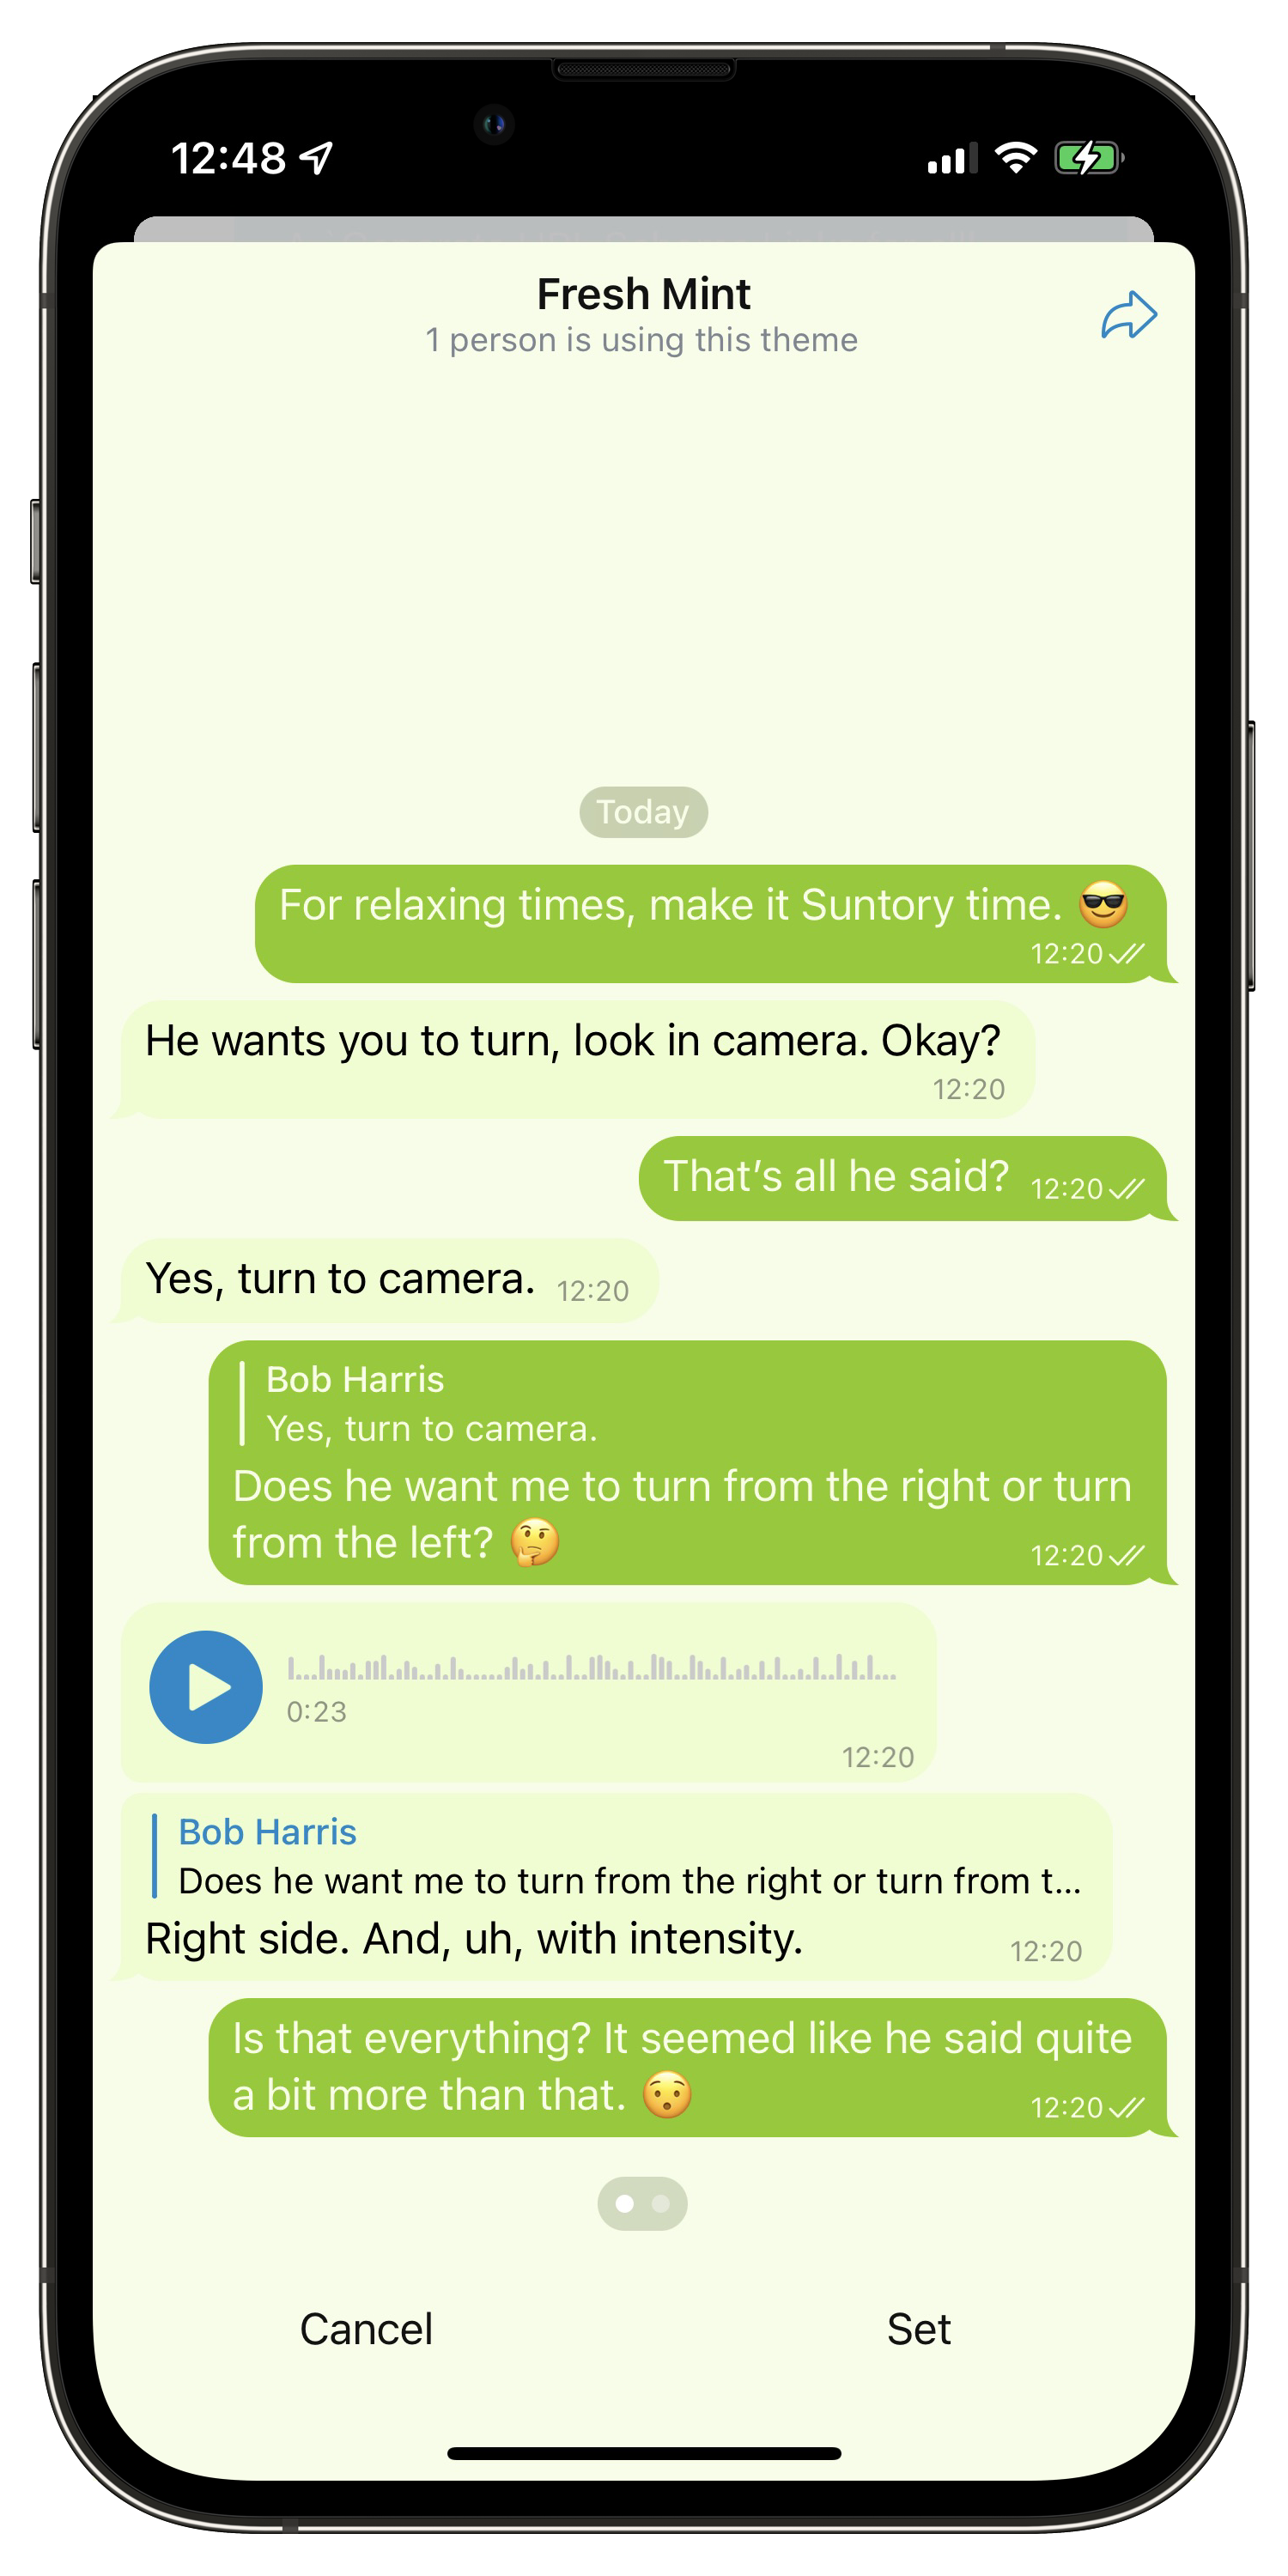 12:48
Fresh Mint
1 person is using this theme
Today
For relaxing times, make it Suntory time. 😎
12:20
He wants you to turn, look in camera. Okay?
12:20
That’s all he said? 12:20
Yes, turn to camera. 12:20
Bob Harris
Yes, turn to camera.
Does he want me to turn from the right or turn
from the left? 🤔 12:20
0:23
12:20
Bob Harris
Does he want me to turn from the right or turn from t...
Right side. And, uh, with intensity. 12:20
Is that everything? It seemed like he said quite
a bit more than that. 😯 12:20
Cancel Set